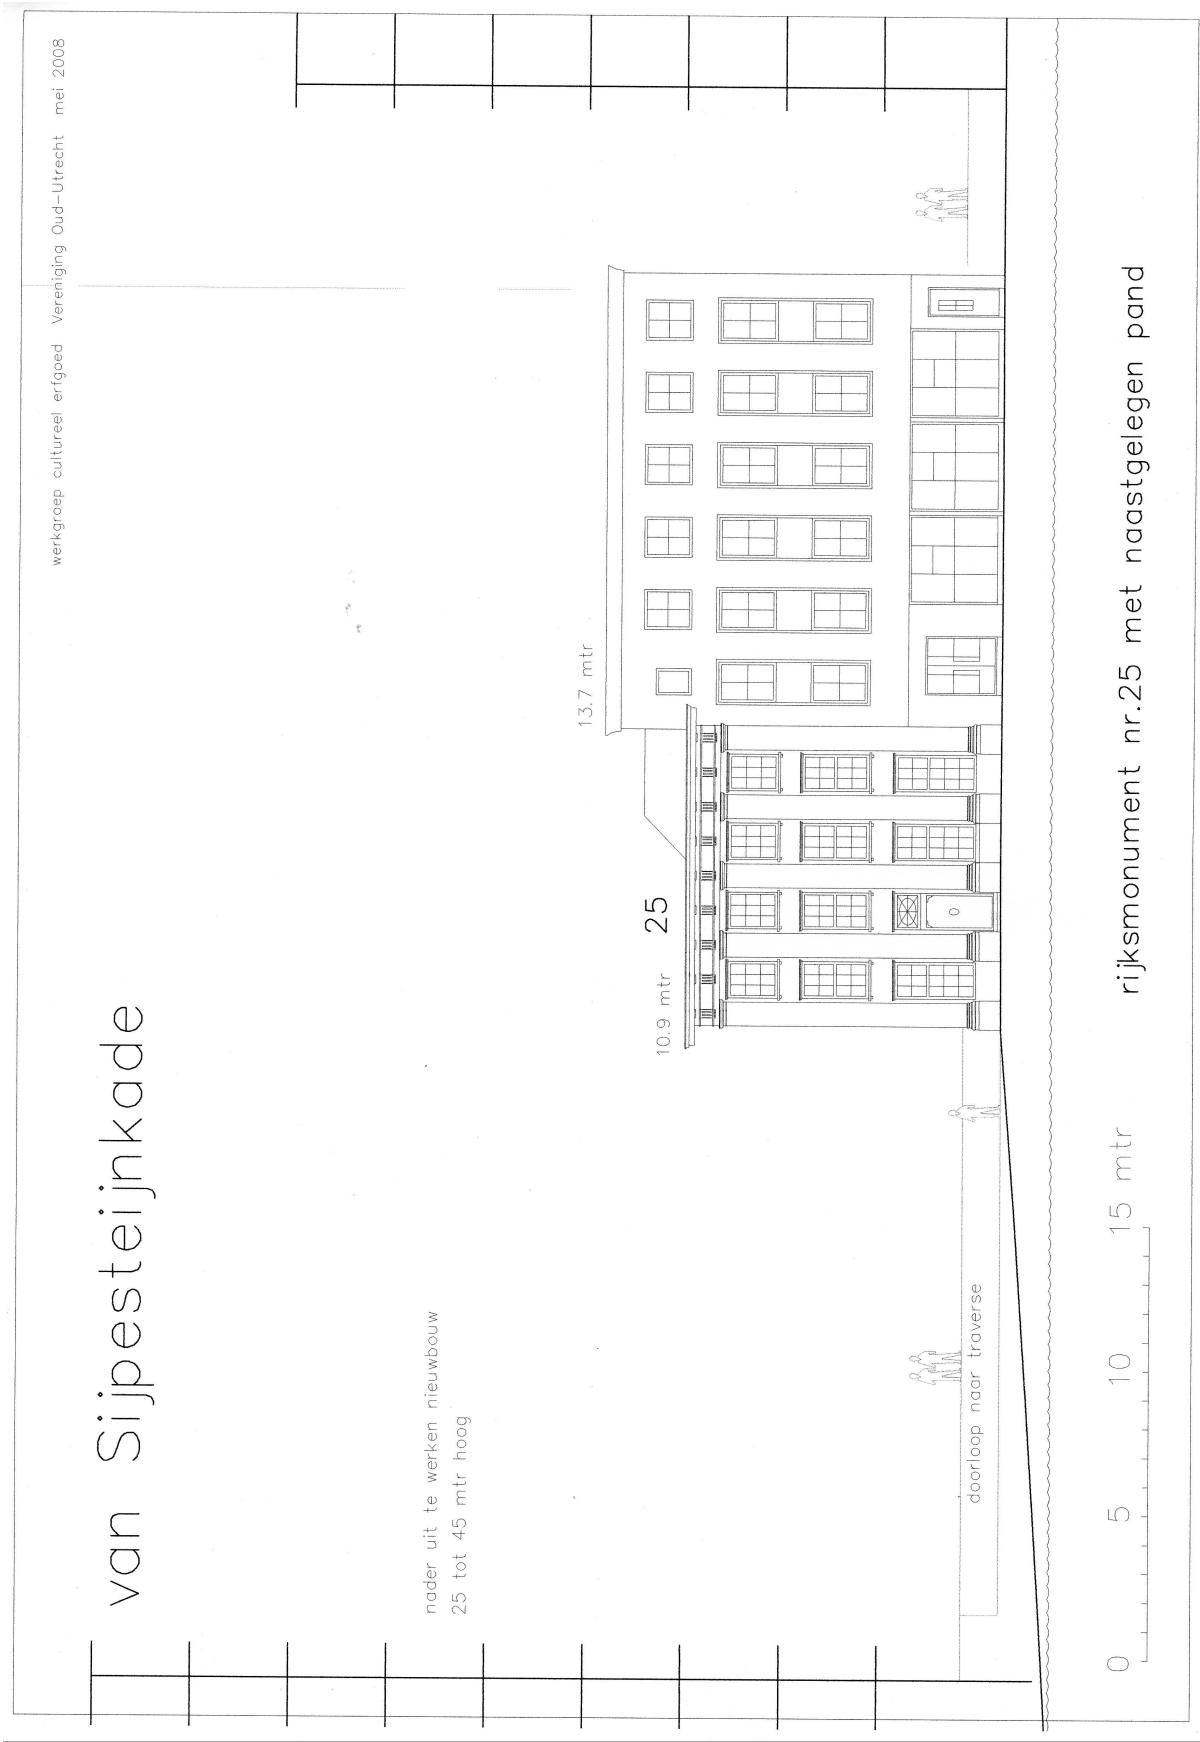 werkgroep cultureel erfgoed Vereniging Oud-Utrecht mei 2008
van Sijpesteijnkade
nader uit te werken nieuwbouw
25 tot 45 mtr hoog
13.7 mtr
10.9 mtr
25
doorloop naar traverse
0 5 10 15 mtr
rijksmonument nr.25 met naastgelegen pand